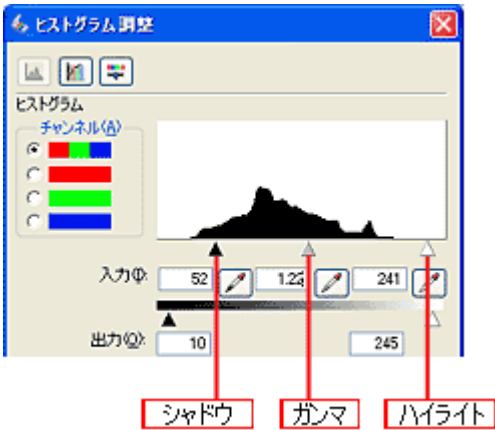 ヒストグラム調整
ヒストグラム
チャンネル(A)
入力(I): 52 1.22 241
出力(O): 10 245
シャドウ ガンマ ハイライト